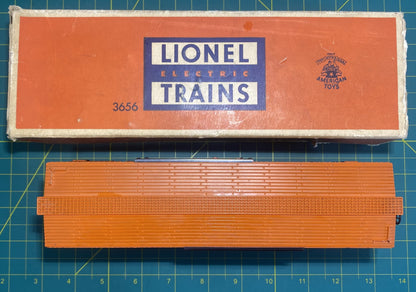 LIONEL
ELECTRIC
TRAINS
3656
AMERICAN
TOYS
2 3 4 5 6 7 8 9 10 11 12 13 14